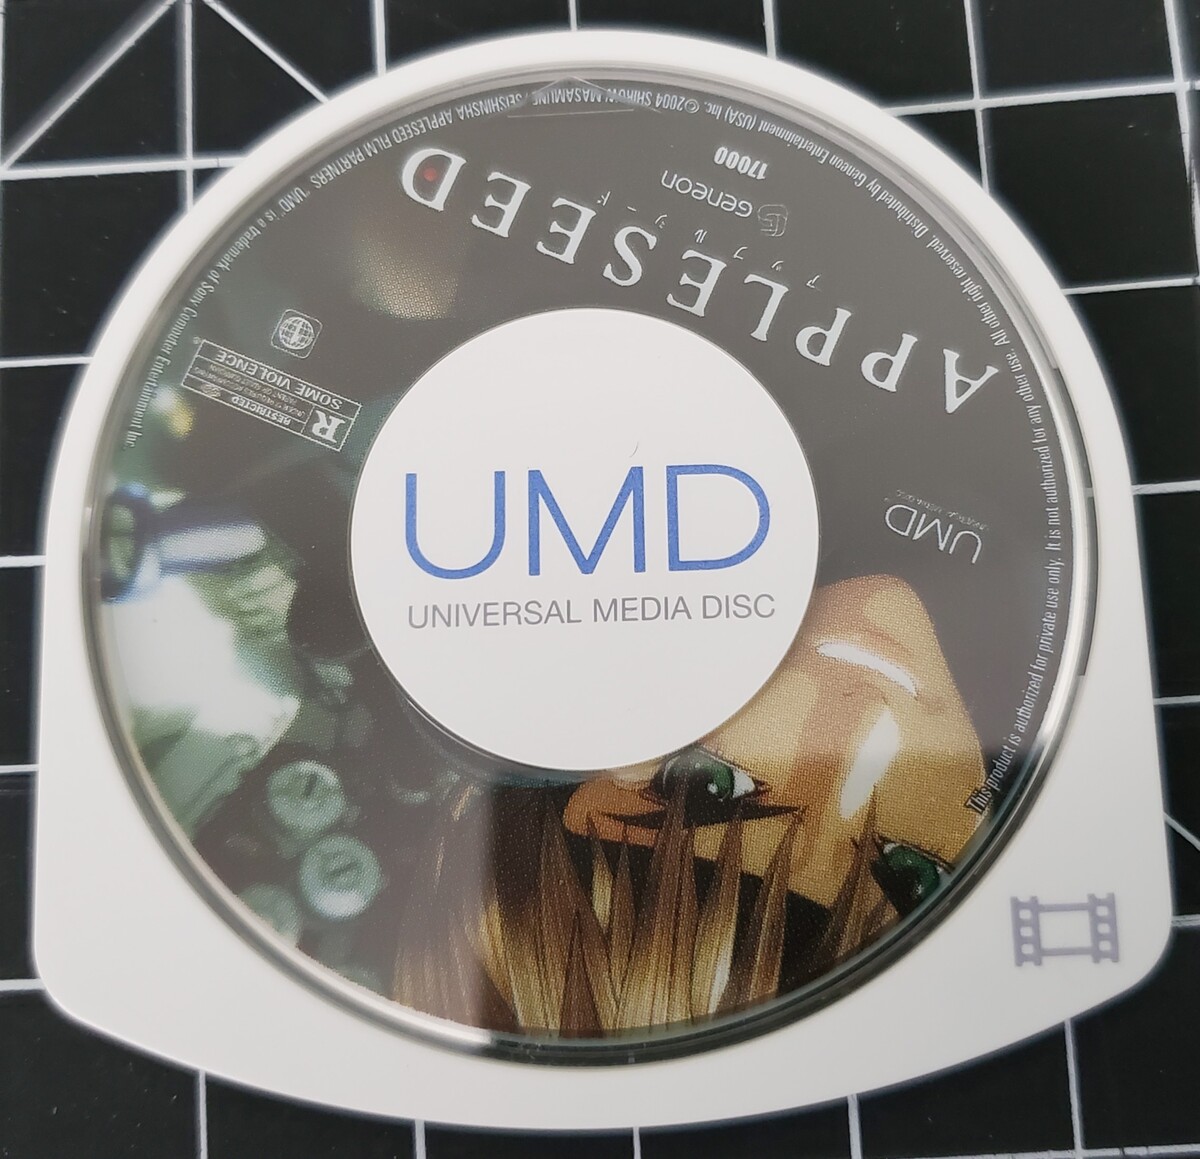 UMD
UNIVERSAL MEDIA DISC
APPLESEED
アップルシード
Geneon
17000
UMD
UNIVERSAL MEDIA DISC
R
RESTRICTED
SOME VIOLENCE
©2004 SHIROW MASAMUNE / SEISHINSHA APPLESEED FILM PARTNERS "UMD" is a trademark of Sony Computer Entertainment Inc.
This product is authorized for private use only. It is not authorized for any other use. All other right reserved. Distributed by Geneon Entertainment (USA) Inc.